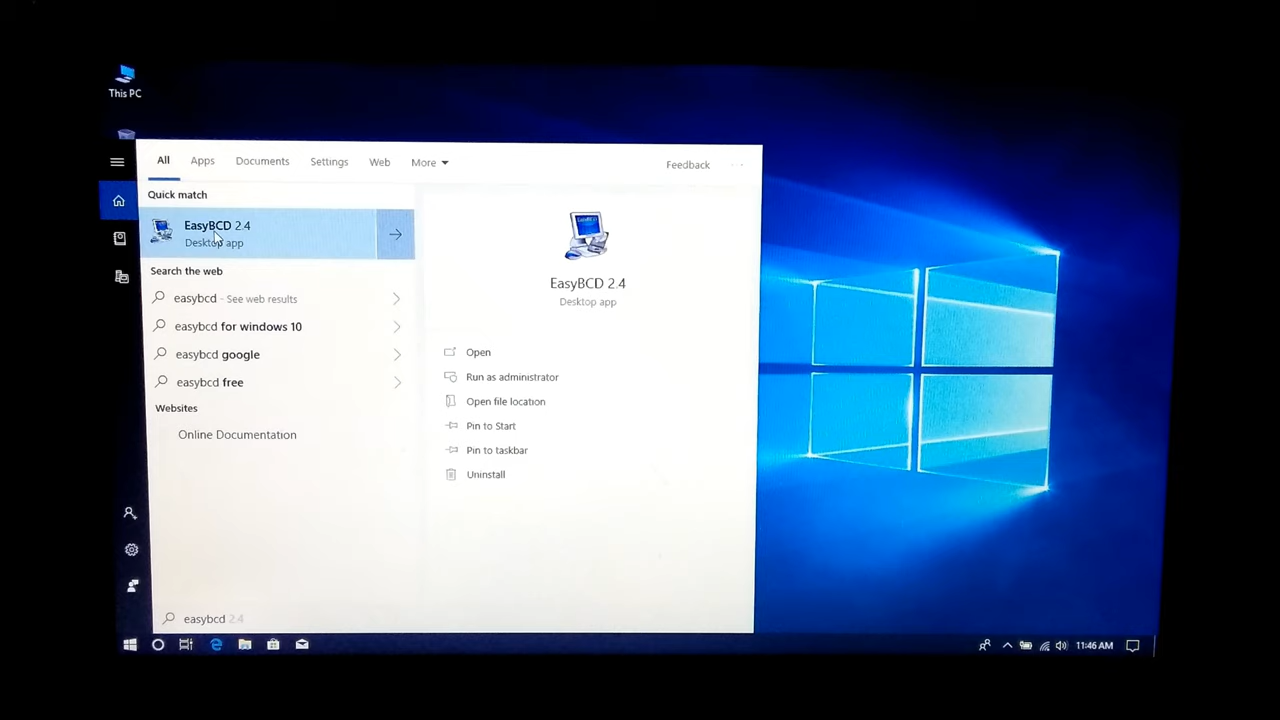 This PC
All Apps Documents Settings Web More Feedback
Quick match
EasyBCD 2.4
Desktop app
Search the web
easybcd - See web results
easybcd for windows 10
easybcd google
easybcd free
Websites
Online Documentation
EasyBCD 2.4
Desktop app
Open
Run as administrator
Open file location
Pin to Start
Pin to taskbar
Uninstall
easybcd 2.4
11:46 AM